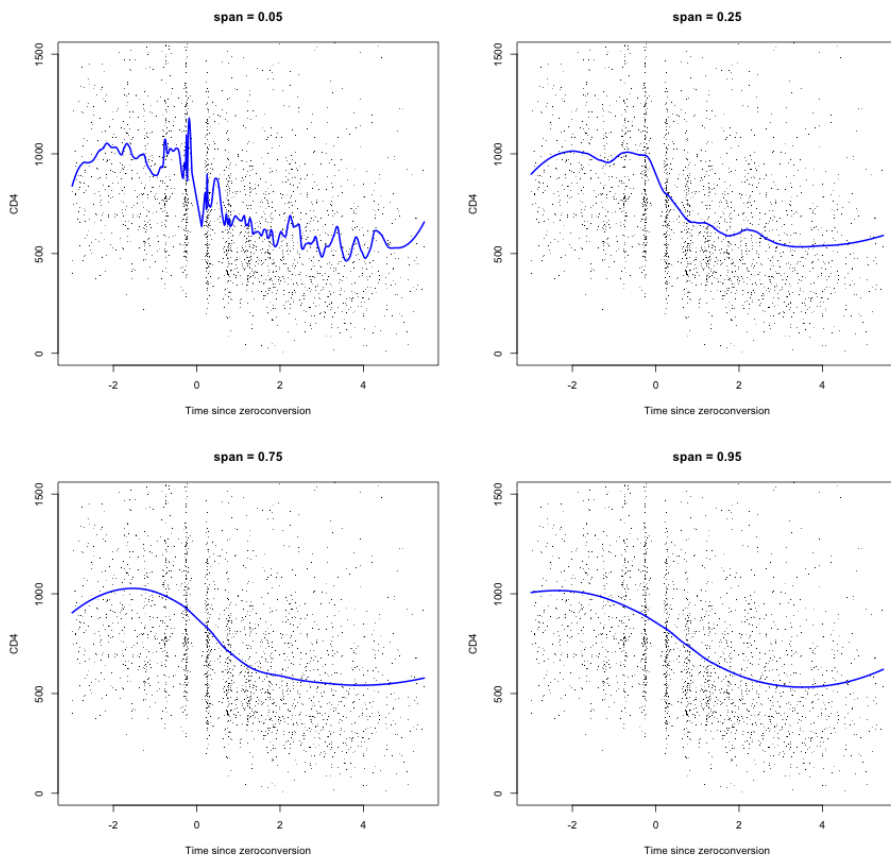 span = 0.05
1500
1000
500
0
CD4
-2 0 2 4
Time since zeroconversion
span = 0.25
1500
1000
500
0
CD4
-2 0 2 4
Time since zeroconversion
span = 0.75
1500
1000
500
0
CD4
-2 0 2 4
Time since zeroconversion
span = 0.95
1500
1000
500
0
CD4
-2 0 2 4
Time since zeroconversion